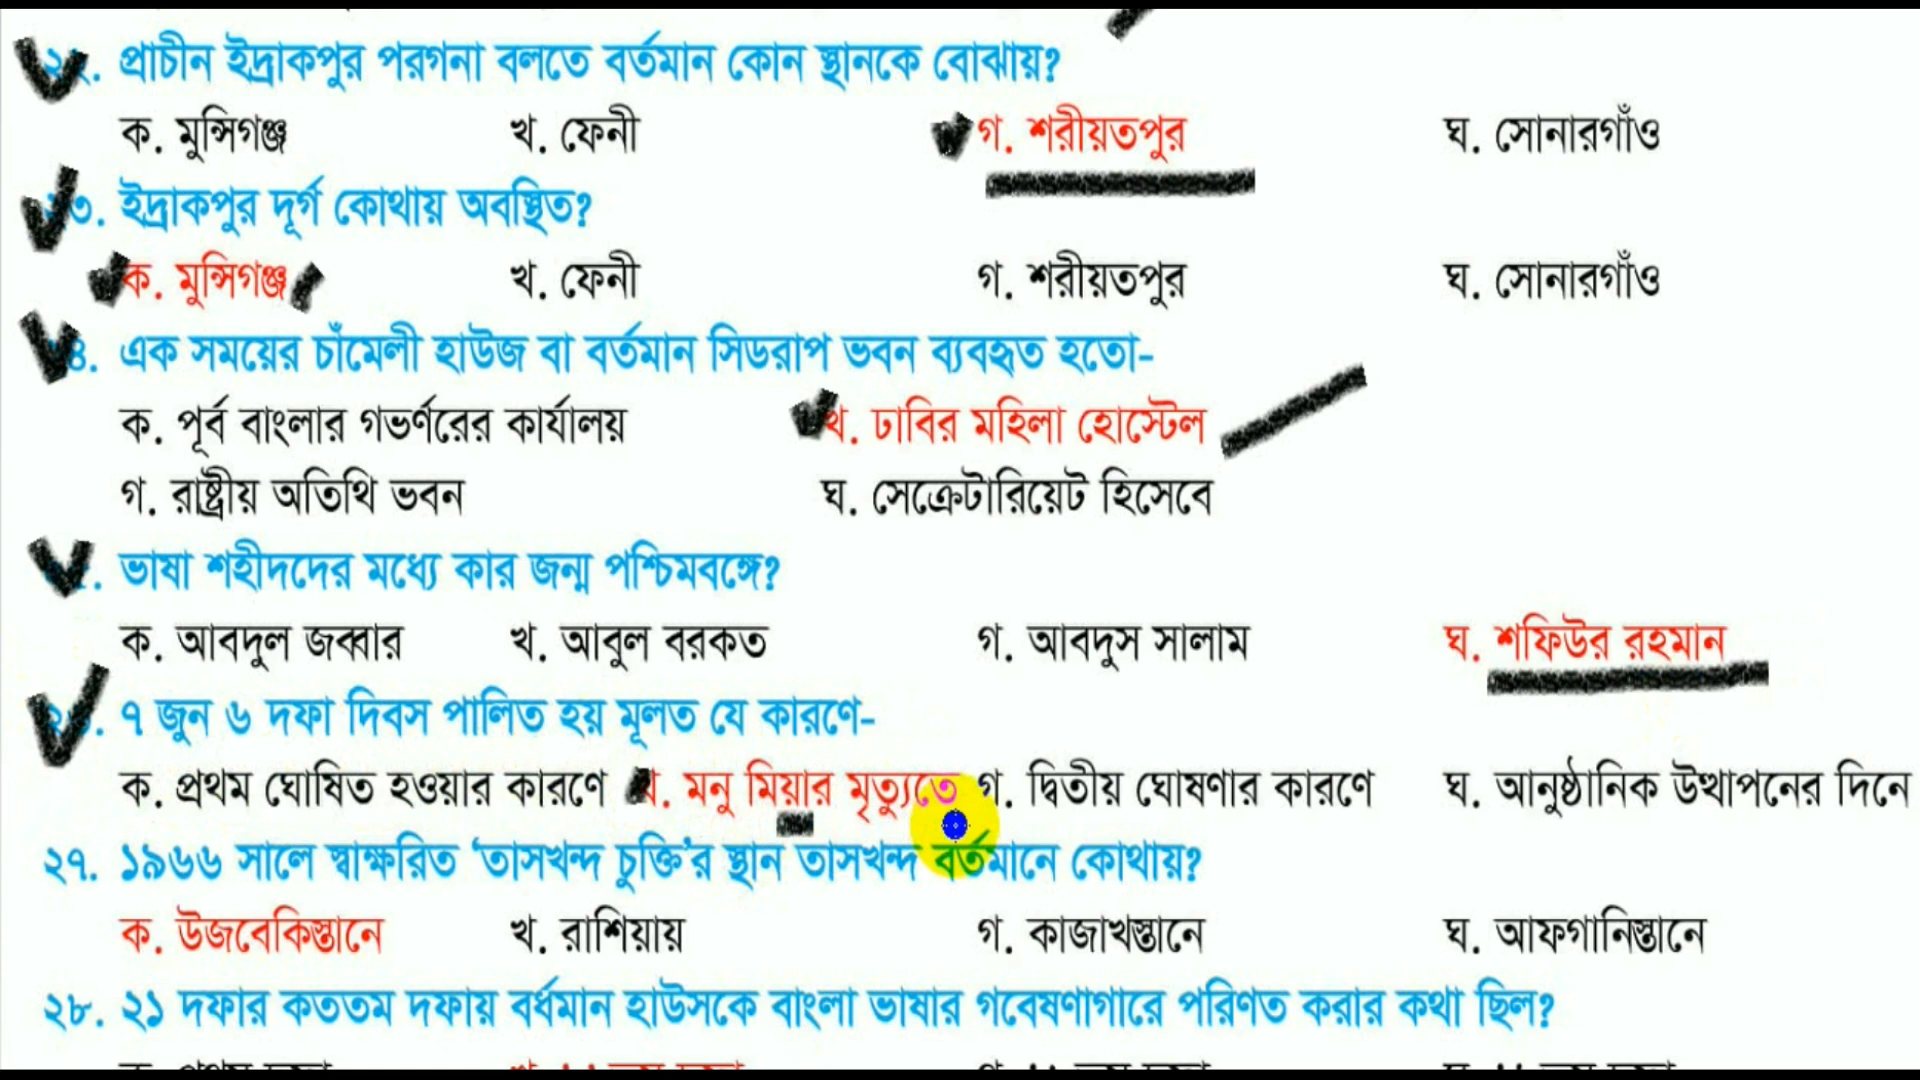 ২২. প্রাচীন ইদ্রাকপুর পরগনা বলতে বর্তমান কোন স্থানকে বোঝায়?
ক. মুন্সিগঞ্জ খ. ফেনী গ. শরীয়তপুর ঘ. সোনারগাঁও
২৩. ইদ্রাকপুর দূর্গ কোথায় অবস্থিত?
ক. মুন্সিগঞ্জ খ. ফেনী গ. শরীয়তপুর ঘ. সোনারগাঁও
২৪. এক সময়ের চাঁমেলী হাউজ বা বর্তমান সিডরাপ ভবন ব্যবহৃত হতো-
ক. পূর্ব বাংলার গভর্ণরের কার্যালয় খ. ঢাবির মহিলা হোস্টেল
গ. রাষ্ট্রীয় অতিথি ভবন ঘ. সেক্রেটারিয়েট হিসেবে
ভাষা শহীদদের মধ্যে কার জন্ম পশ্চিমবঙ্গে?
ক. আবদুল জব্বার খ. আবুল বরকত গ. আবদুস সালাম ঘ. শফিউর রহমান
২৬. ৭ জুন ৬ দফা দিবস পালিত হয় মূলত যে কারণে-
ক. প্রথম ঘোষিত হওয়ার কারণে খ. মনু মিয়ার মৃত্যুতে গ. দ্বিতীয় ঘোষণার কারণে ঘ. আনুষ্ঠানিক উত্থাপনের দিনে
২৭. ১৯৬৬ সালে স্বাক্ষরিত ‘তাসখন্দ চুক্তি’র স্থান তাসখন্দ বর্তমানে কোথায়?
ক. উজবেকিস্তানে খ. রাশিয়ায় গ. কাজাখস্তানে ঘ. আফগানিস্তানে
২৮. ২১ দফার কততম দফায় বর্ধমান হাউসকে বাংলা ভাষার গবেষণাগারে পরিণত করার কথা ছিল?